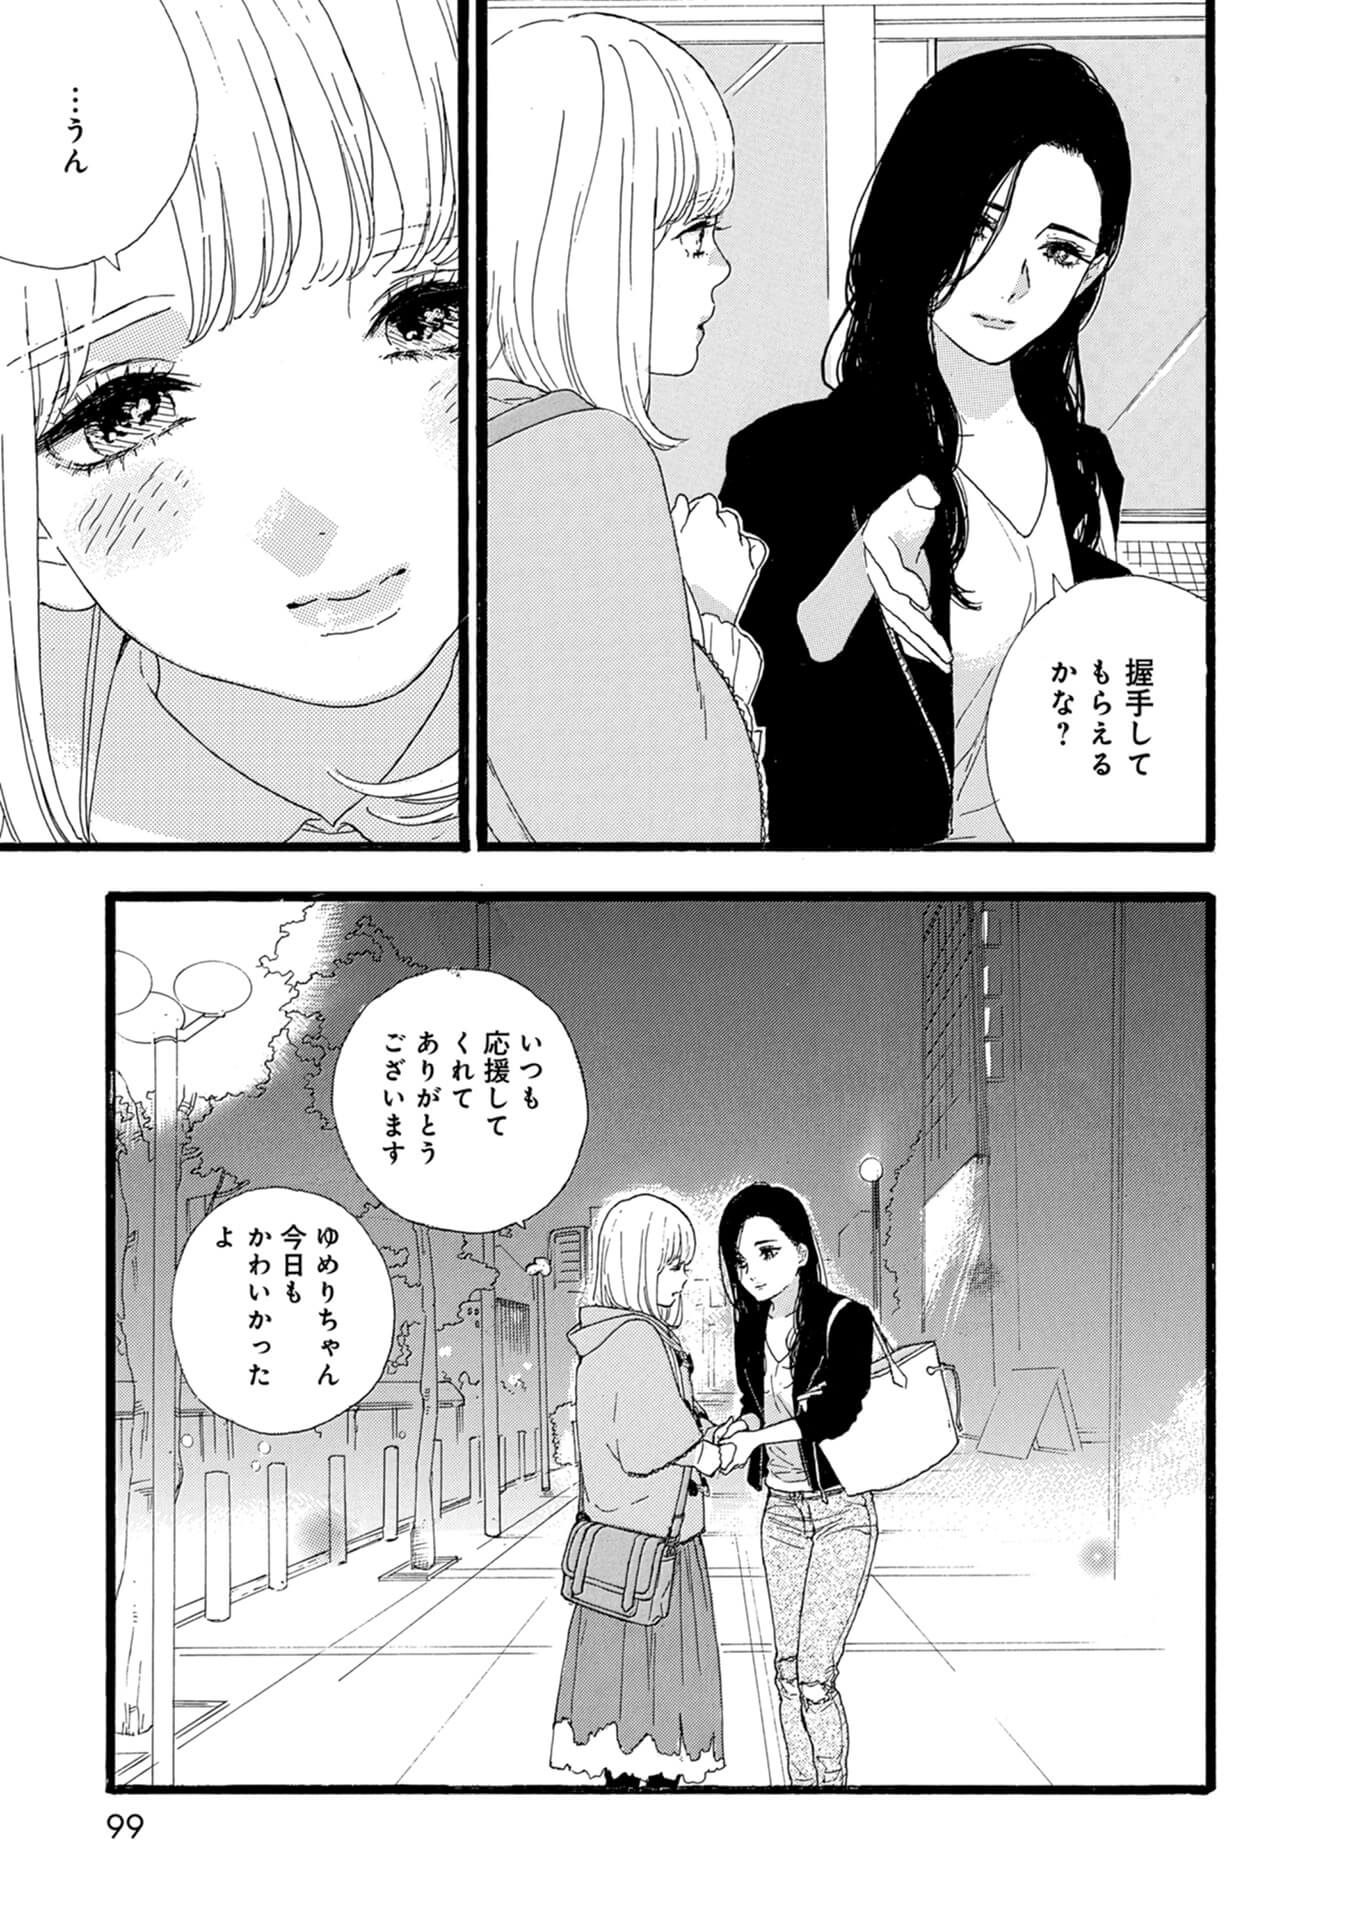 握手して
もらえる
かな?
…うん
いつも
応援して
くれて
ありがとう
ございます
ゆめりちゃん
今日も
かわいかった
よ
99